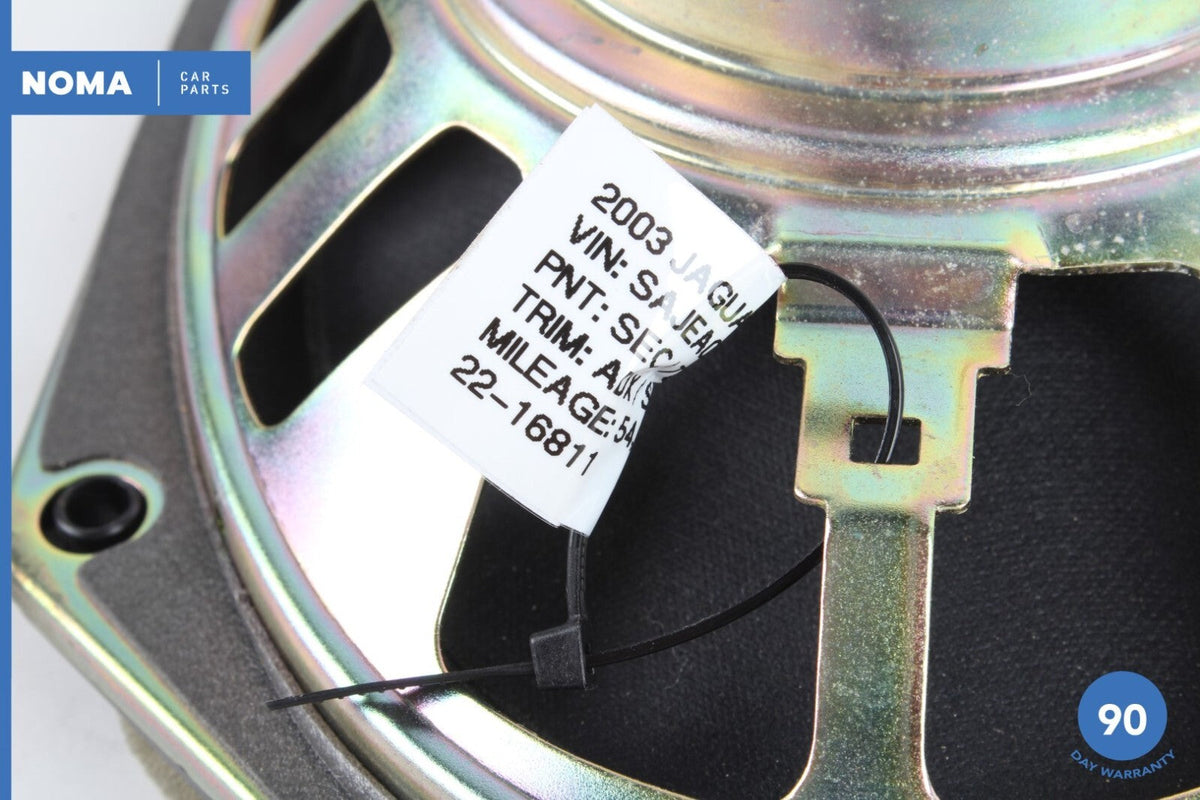 NOMA
CAR
PARTS
2003 JAGUA
VIN: SAJEA
PNT: SEC
TRIM: A
MILEAGE: 54
22-16811
90
DAY WARRANTY